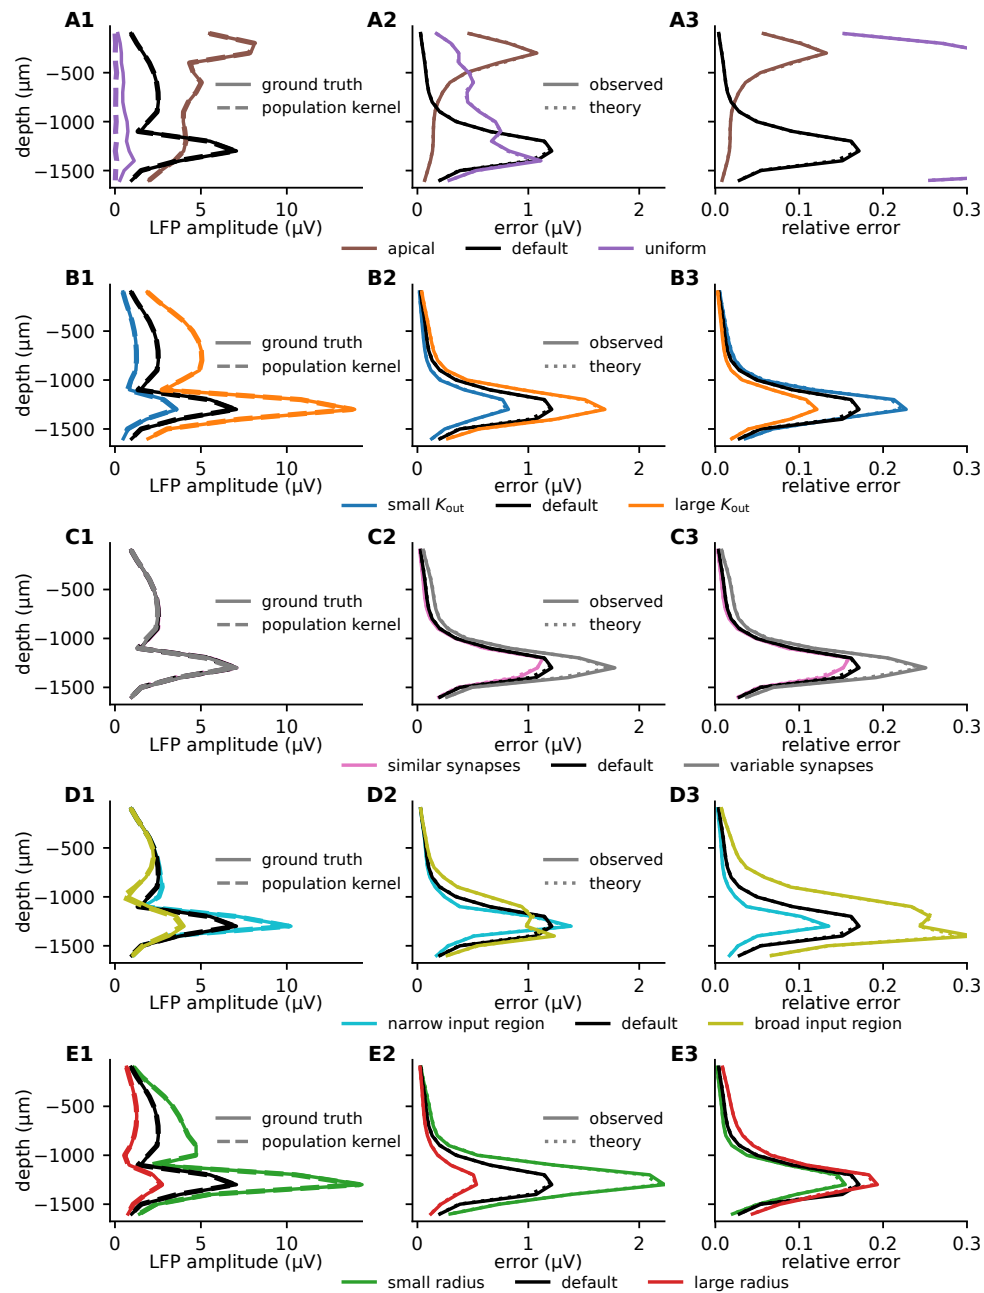 A1 A2 A3
depth (μm)
−500
−1000
−1500
ground truth
population kernel
observed
theory
0 5 10
0 1 2
0.0 0.1 0.2 0.3
LFP amplitude (μV) error (μV) relative error
apical default uniform
B1 B2 B3
depth (μm)
−500
−1000
−1500
ground truth
population kernel
observed
theory
0 5 10
0 1 2
0.0 0.1 0.2 0.3
LFP amplitude (μV) error (μV) relative error
small K_out default large K_out
C1 C2 C3
depth (μm)
−500
−1000
−1500
ground truth
population kernel
observed
theory
0 5 10
0 1 2
0.0 0.1 0.2 0.3
LFP amplitude (μV) error (μV) relative error
similar synapses default variable synapses
D1 D2 D3
depth (μm)
−500
−1000
−1500
ground truth
population kernel
observed
theory
0 5 10
0 1 2
0.0 0.1 0.2 0.3
LFP amplitude (μV) error (μV) relative error
narrow input region default broad input region
E1 E2 E3
depth (μm)
−500
−1000
−1500
ground truth
population kernel
observed
theory
0 5 10
0 1 2
0.0 0.1 0.2 0.3
LFP amplitude (μV) error (μV) relative error
small radius default large radius